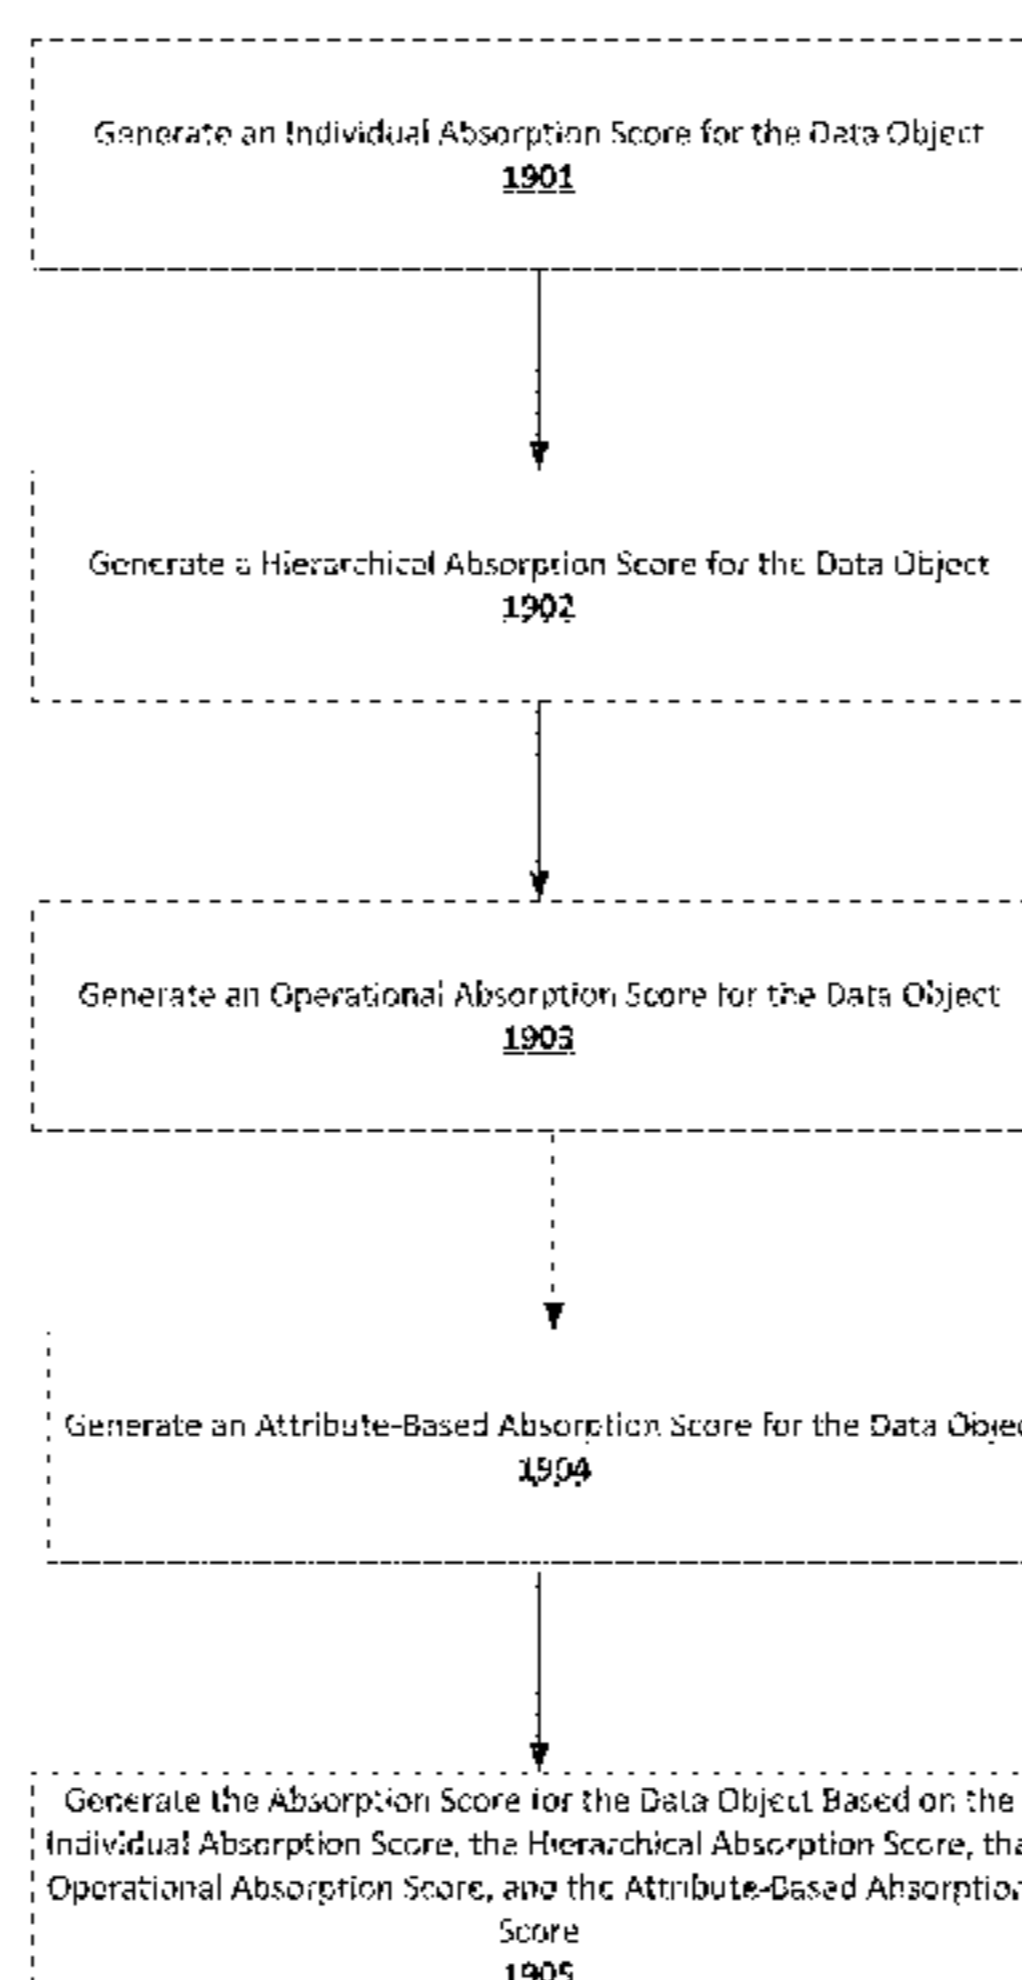 Generate an Individual Absorption Score for the Data Object
1901
Generate a Hierarchical Absorption Score for the Data Object
1902
Generate an Operational Absorption Score for the Data Object
1903
Generate an Attribute-Based Absorption Score for the Data Objec
1904
Generate the Absorption Score for the Data Object Based on the
Individual Absorption Score, the Hierarchical Absorption Score, the
Operational Absorption Score, and the Attribute-Based Absorption
Score
1905